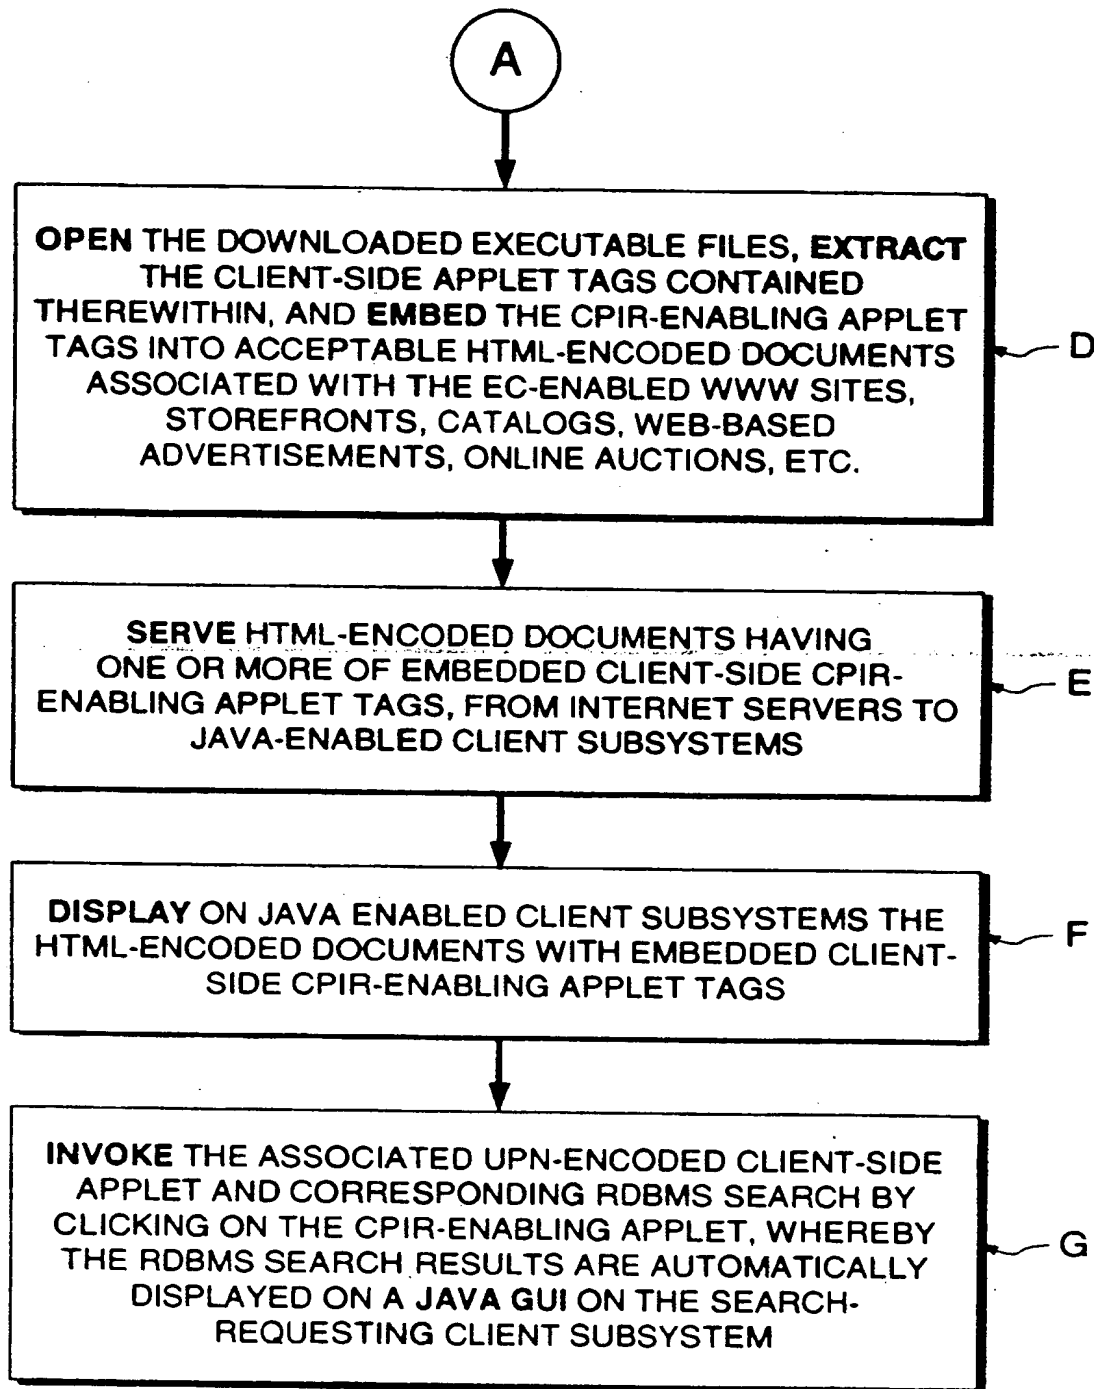 A
OPEN THE DOWNLOADED EXECUTABLE FILES, EXTRACT
THE CLIENT-SIDE APPLET TAGS CONTAINED
THEREWITHIN, AND EMBED THE CPIR-ENABLING APPLET
TAGS INTO ACCEPTABLE HTML-ENCODED DOCUMENTS
ASSOCIATED WITH THE EC-ENABLED WWW SITES,
STOREFRONTS, CATALOGS, WEB-BASED
ADVERTISEMENTS, ONLINE AUCTIONS, ETC.
D
SERVE HTML-ENCODED DOCUMENTS HAVING
ONE OR MORE OF EMBEDDED CLIENT-SIDE CPIR-
ENABLING APPLET TAGS, FROM INTERNET SERVERS TO
JAVA-ENABLED CLIENT SUBSYSTEMS
E
DISPLAY ON JAVA ENABLED CLIENT SUBSYSTEMS THE
HTML-ENCODED DOCUMENTS WITH EMBEDDED CLIENT-
SIDE CPIR-ENABLING APPLET TAGS
F
INVOKE THE ASSOCIATED UPN-ENCODED CLIENT-SIDE
APPLET AND CORRESPONDING RDBMS SEARCH BY
CLICKING ON THE CPIR-ENABLING APPLET, WHEREBY
THE RDBMS SEARCH RESULTS ARE AUTOMATICALLY
DISPLAYED ON A JAVA GUI ON THE SEARCH-
REQUESTING CLIENT SUBSYSTEM
G